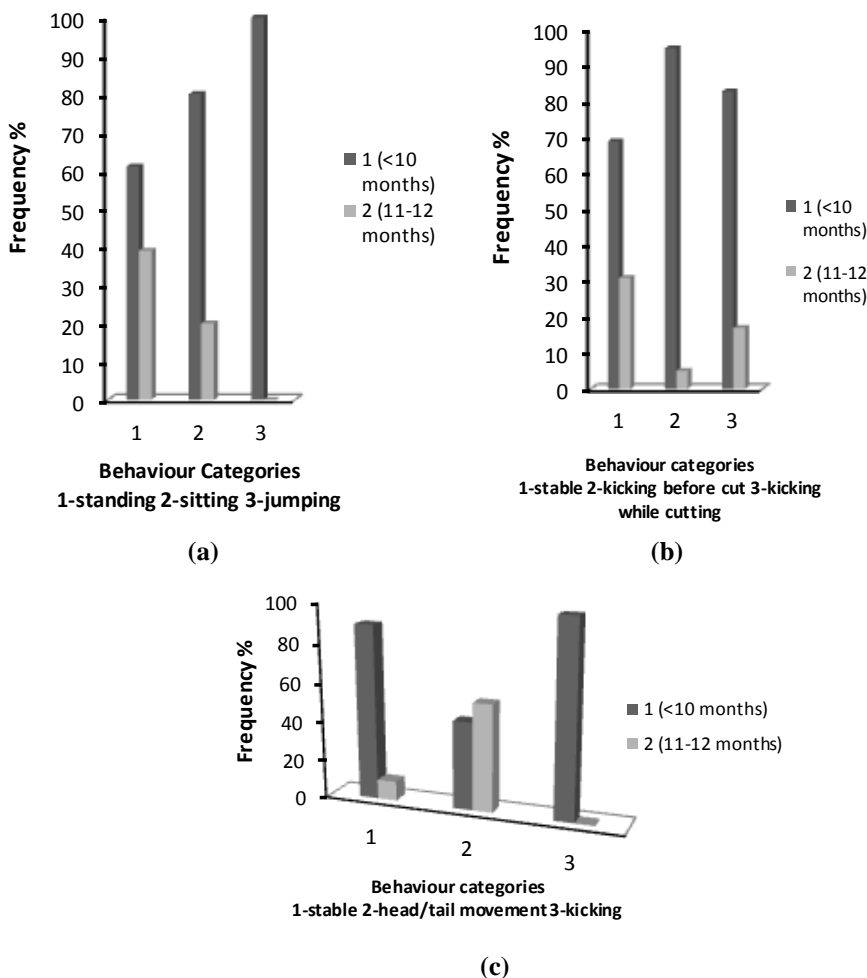 100
90
80
70
60
50
40
30
20
10
0
Frequency %
1 2 3
1 (<10
months)
2 (11-12
months)
Behaviour Categories
1-standing 2-sitting 3-jumping
(a)
100
90
80
70
60
50
40
30
20
10
0
Frequency %
1 2 3
1 (<10
months)
2 (11-12
months)
Behaviour categories
1-stable 2-kicking before cut 3-kicking
while cutting
(b)
100
80
60
40
20
0
Frequency %
1 2 3
1 (<10 months)
2 (11-12 months)
Behaviour categories
1-stable 2-head/tail movement 3-kicking
(c)